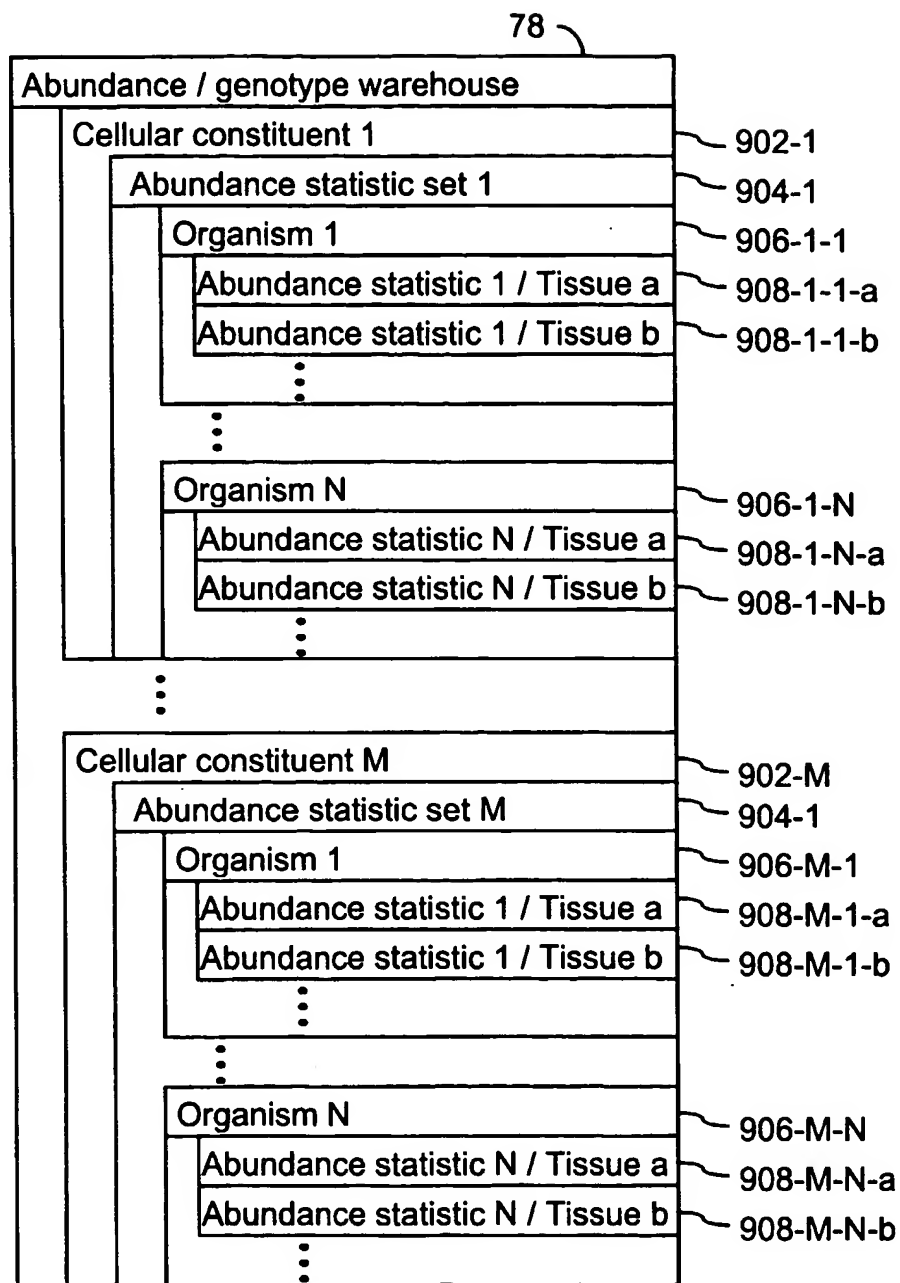 78
Abundance / genotype warehouse
Cellular constituent 1
902-1
Abundance statistic set 1
904-1
Organism 1
906-1-1
Abundance statistic 1 / Tissue a
908-1-1-a
Abundance statistic 1 / Tissue b
908-1-1-b
Organism N
906-1-N
Abundance statistic N / Tissue a
908-1-N-a
Abundance statistic N / Tissue b
908-1-N-b
Cellular constituent M
902-M
Abundance statistic set M
904-1
Organism 1
906-M-1
Abundance statistic 1 / Tissue a
908-M-1-a
Abundance statistic 1 / Tissue b
908-M-1-b
Organism N
906-M-N
Abundance statistic N / Tissue a
908-M-N-a
Abundance statistic N / Tissue b
908-M-N-b